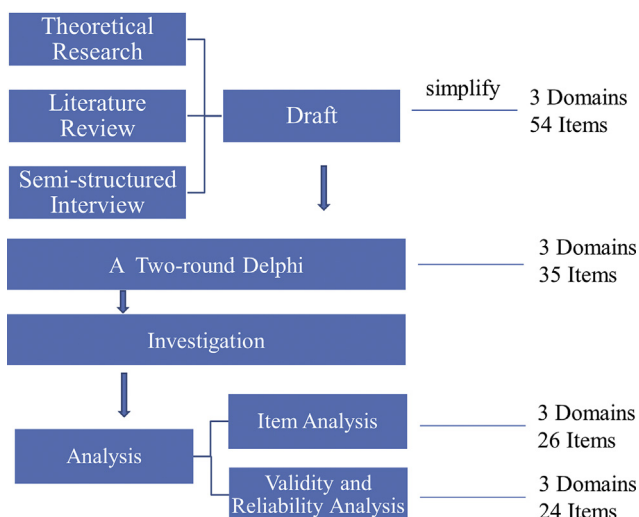 Theoretical
Research
Literature
Review
Semi-structured
Interview
Draft
simplify
3 Domains
54 Items
A Two-round Delphi
3 Domains
35 Items
Investigation
Analysis
Item Analysis
3 Domains
26 Items
Validity and
Reliability Analysis
3 Domains
24 Items